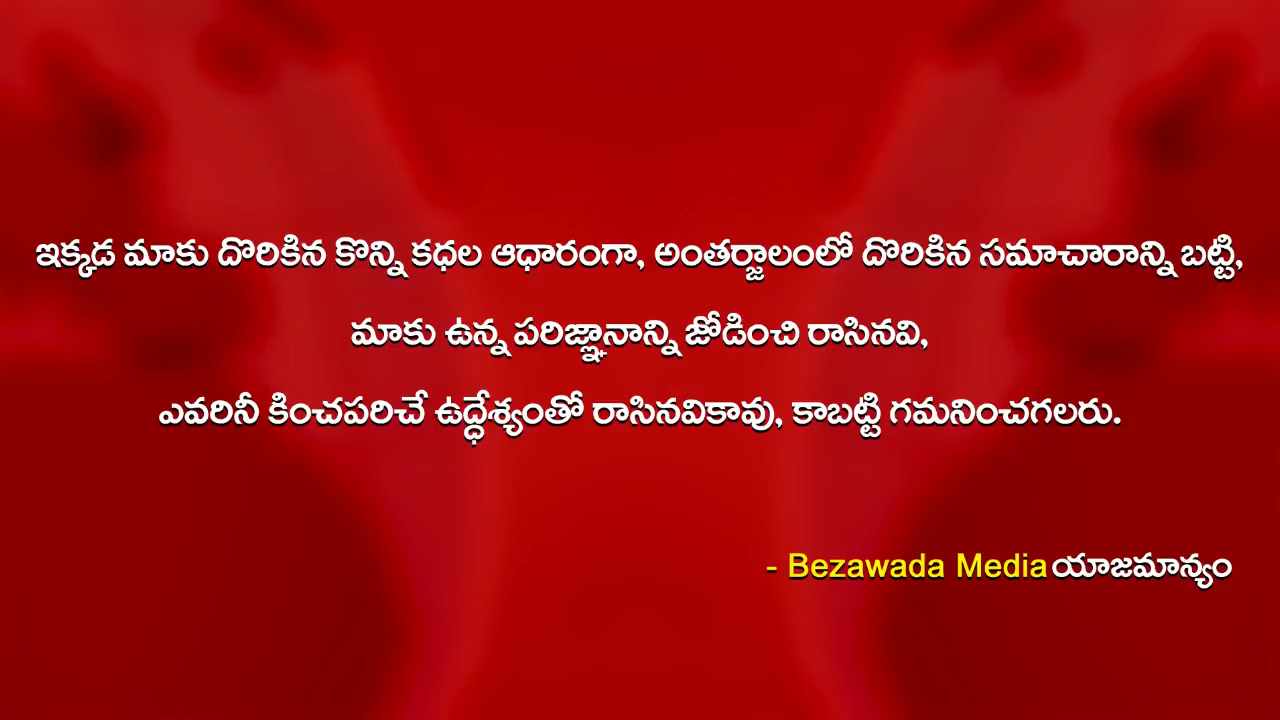 ఇక్కడ మాకు దొరికిన కొన్ని కధల ఆధారంగా, అంతర్జాలంలో దొరికిన సమాచారాన్ని బట్టి,
మాకు ఉన్న పరిజ్ఞానాన్ని జోడించి రాసినవి,
ఎవరినీ కించపరిచే ఉద్ధేశ్యంతో రాసినవికావు, కాబట్టి గమనించగలరు.
- Bezawada Media యాజమాన్యం